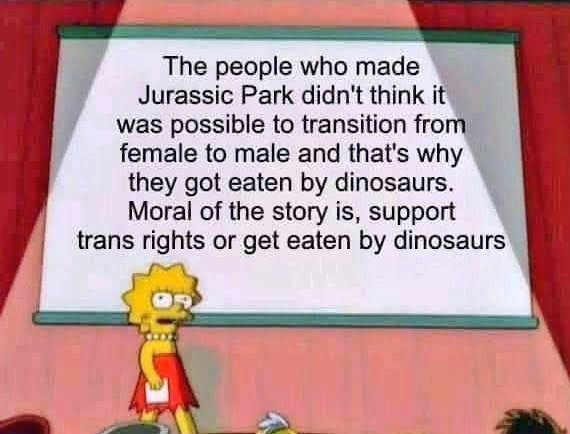 The people who made
Jurassic Park didn't think it
was possible to transition from
female to male and that's why
they got eaten by dinosaurs.
Moral of the story is, support
trans rights or get eaten by dinosaurs